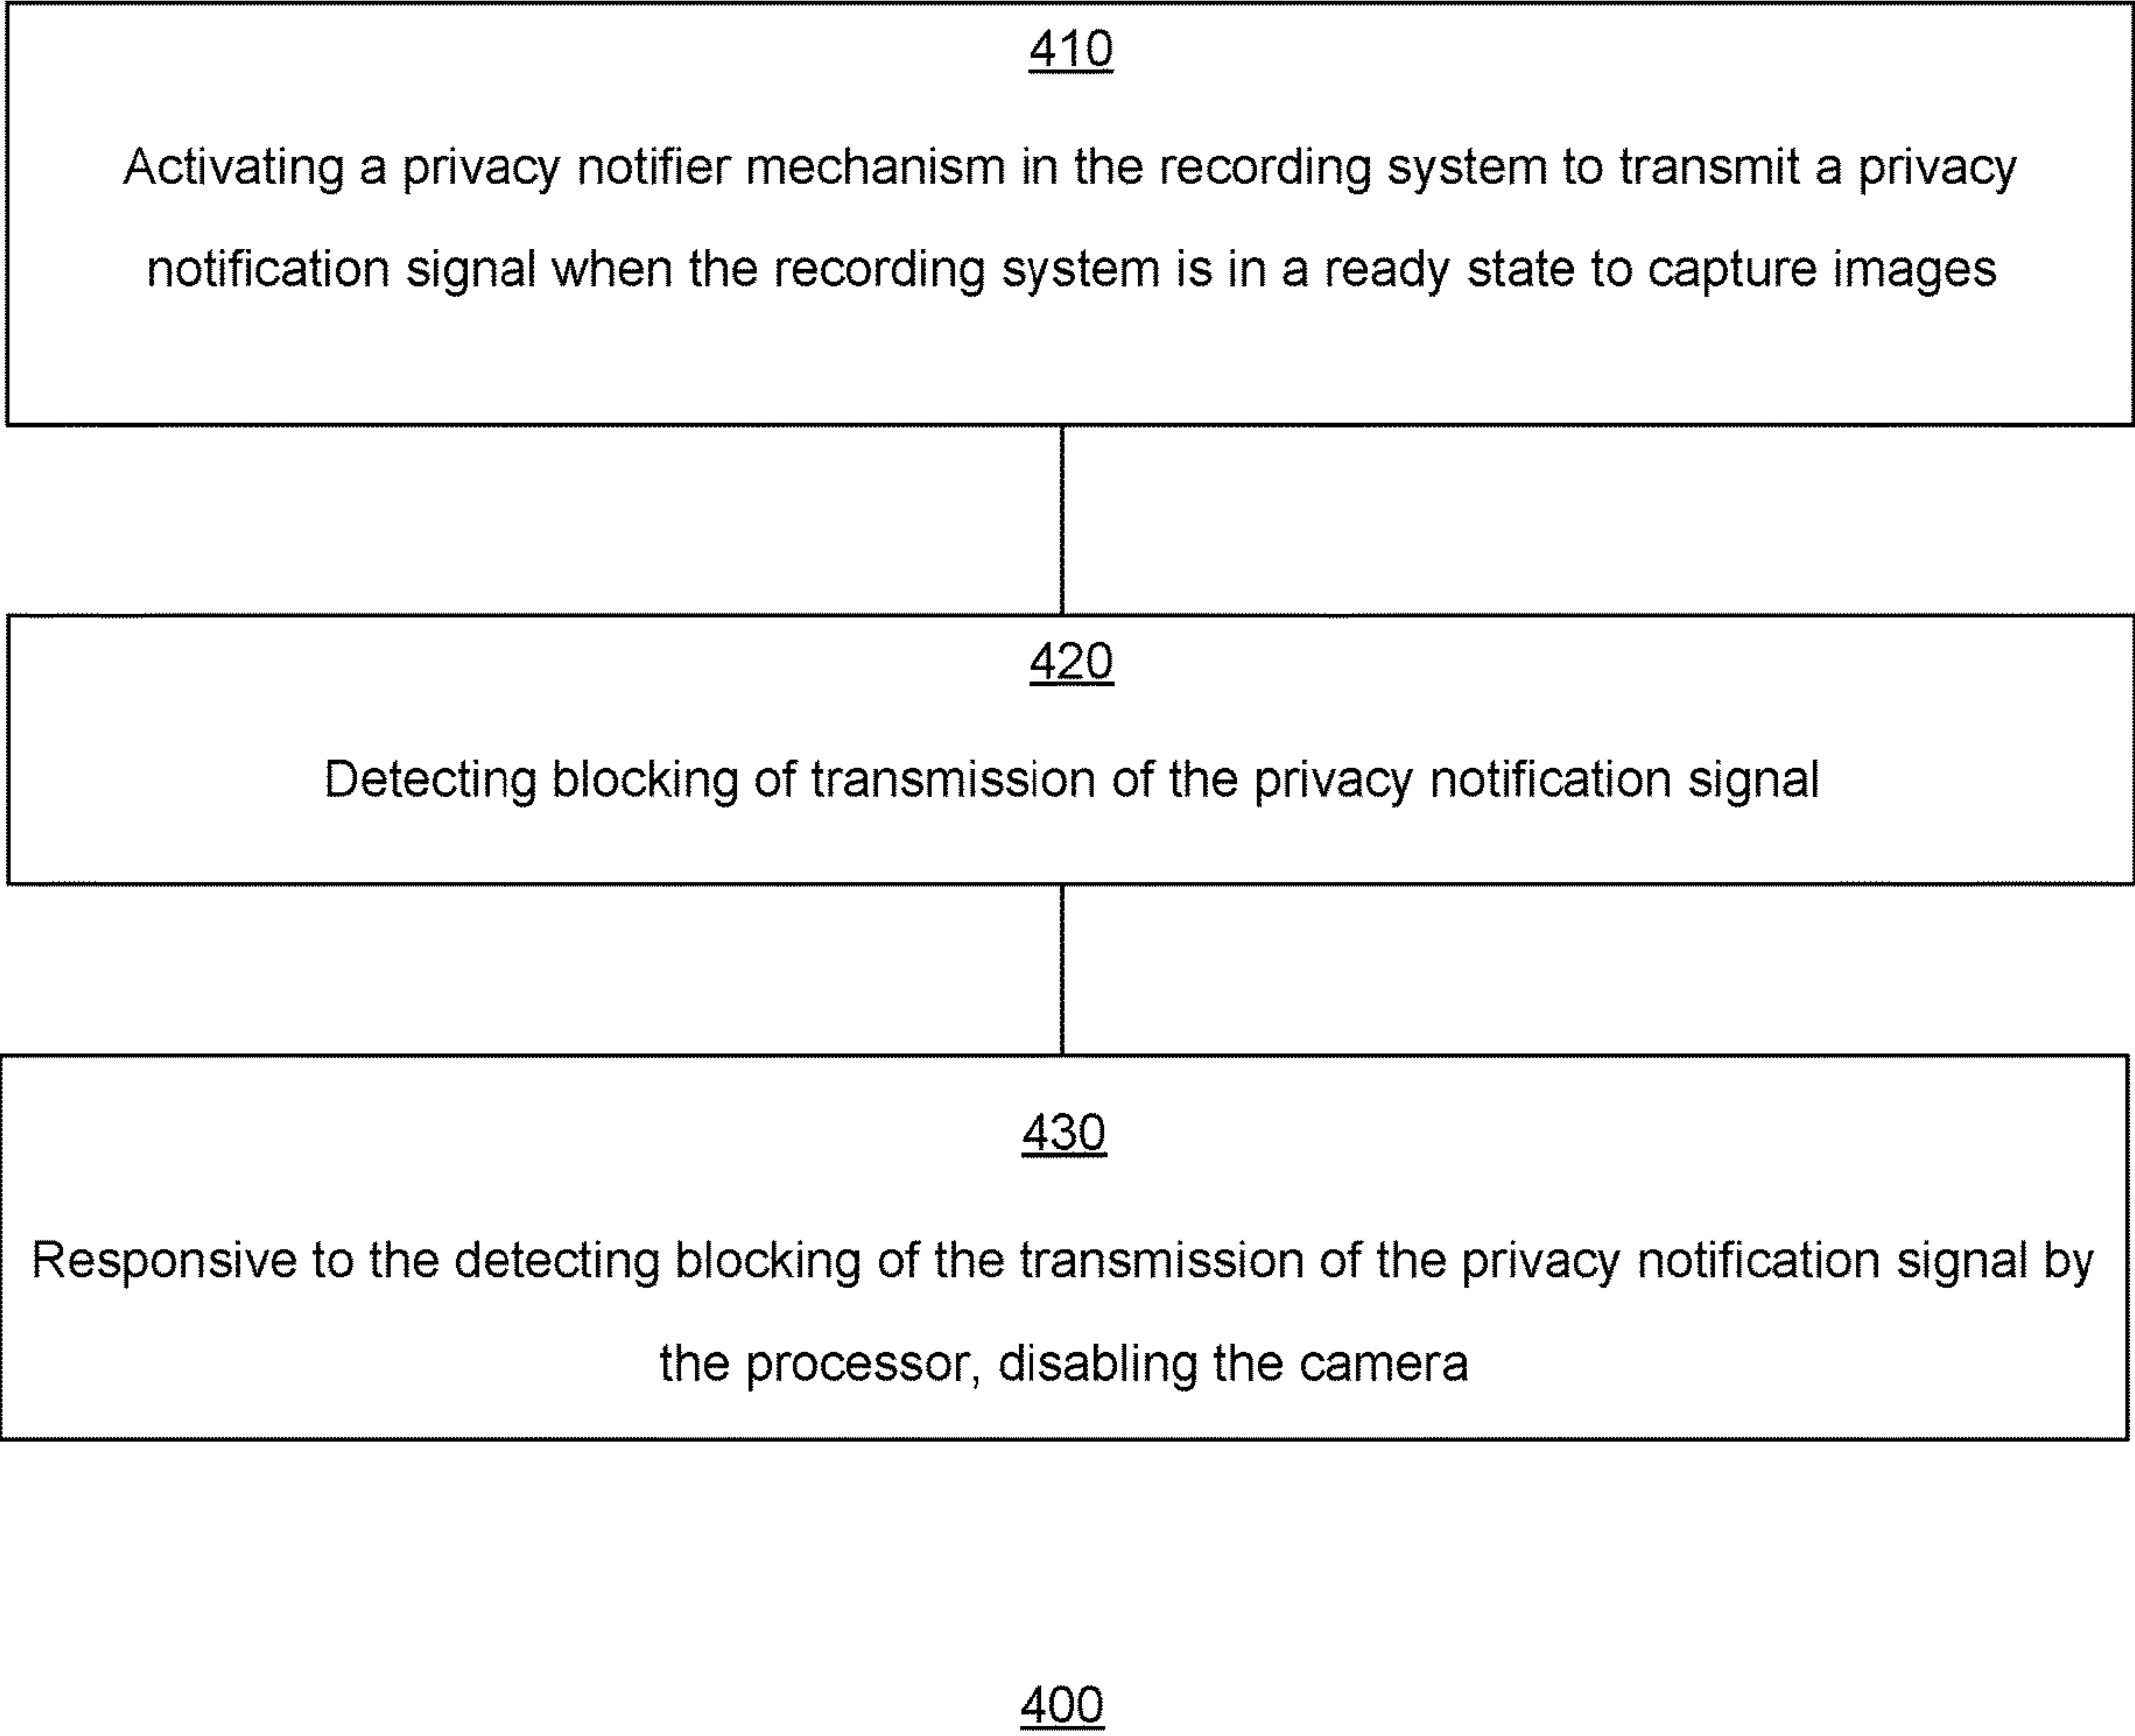 410
Activating a privacy notifier mechanism in the recording system to transmit a privacy
notification signal when the recording system is in a ready state to capture images
420
Detecting blocking of transmission of the privacy notification signal
430
Responsive to the detecting blocking of the transmission of the privacy notification signal by
the processor, disabling the camera
400